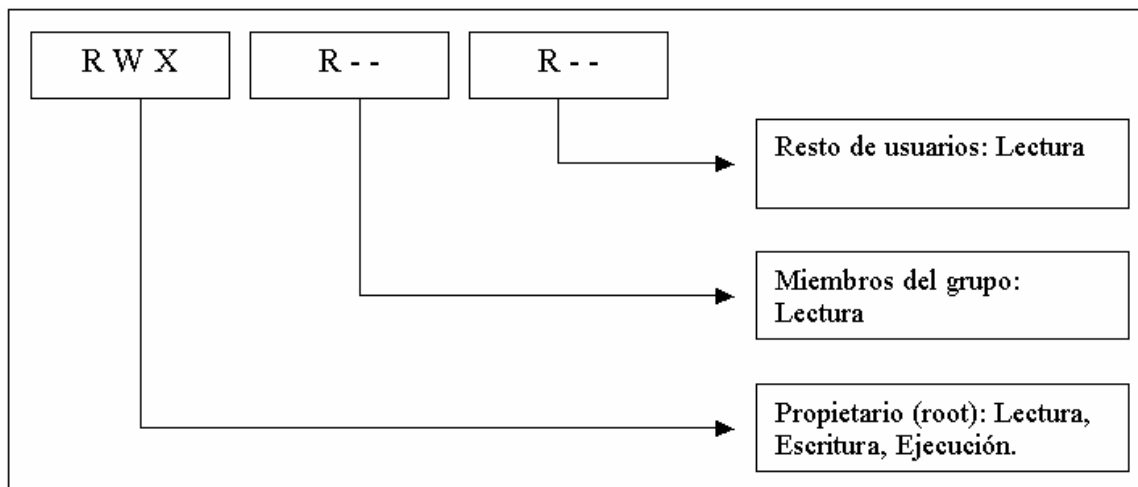 R W X
R - -
R - -
Resto de usuarios: Lectura
Miembros del grupo:
Lectura
Propietario (root): Lectura,
Escritura, Ejecución.